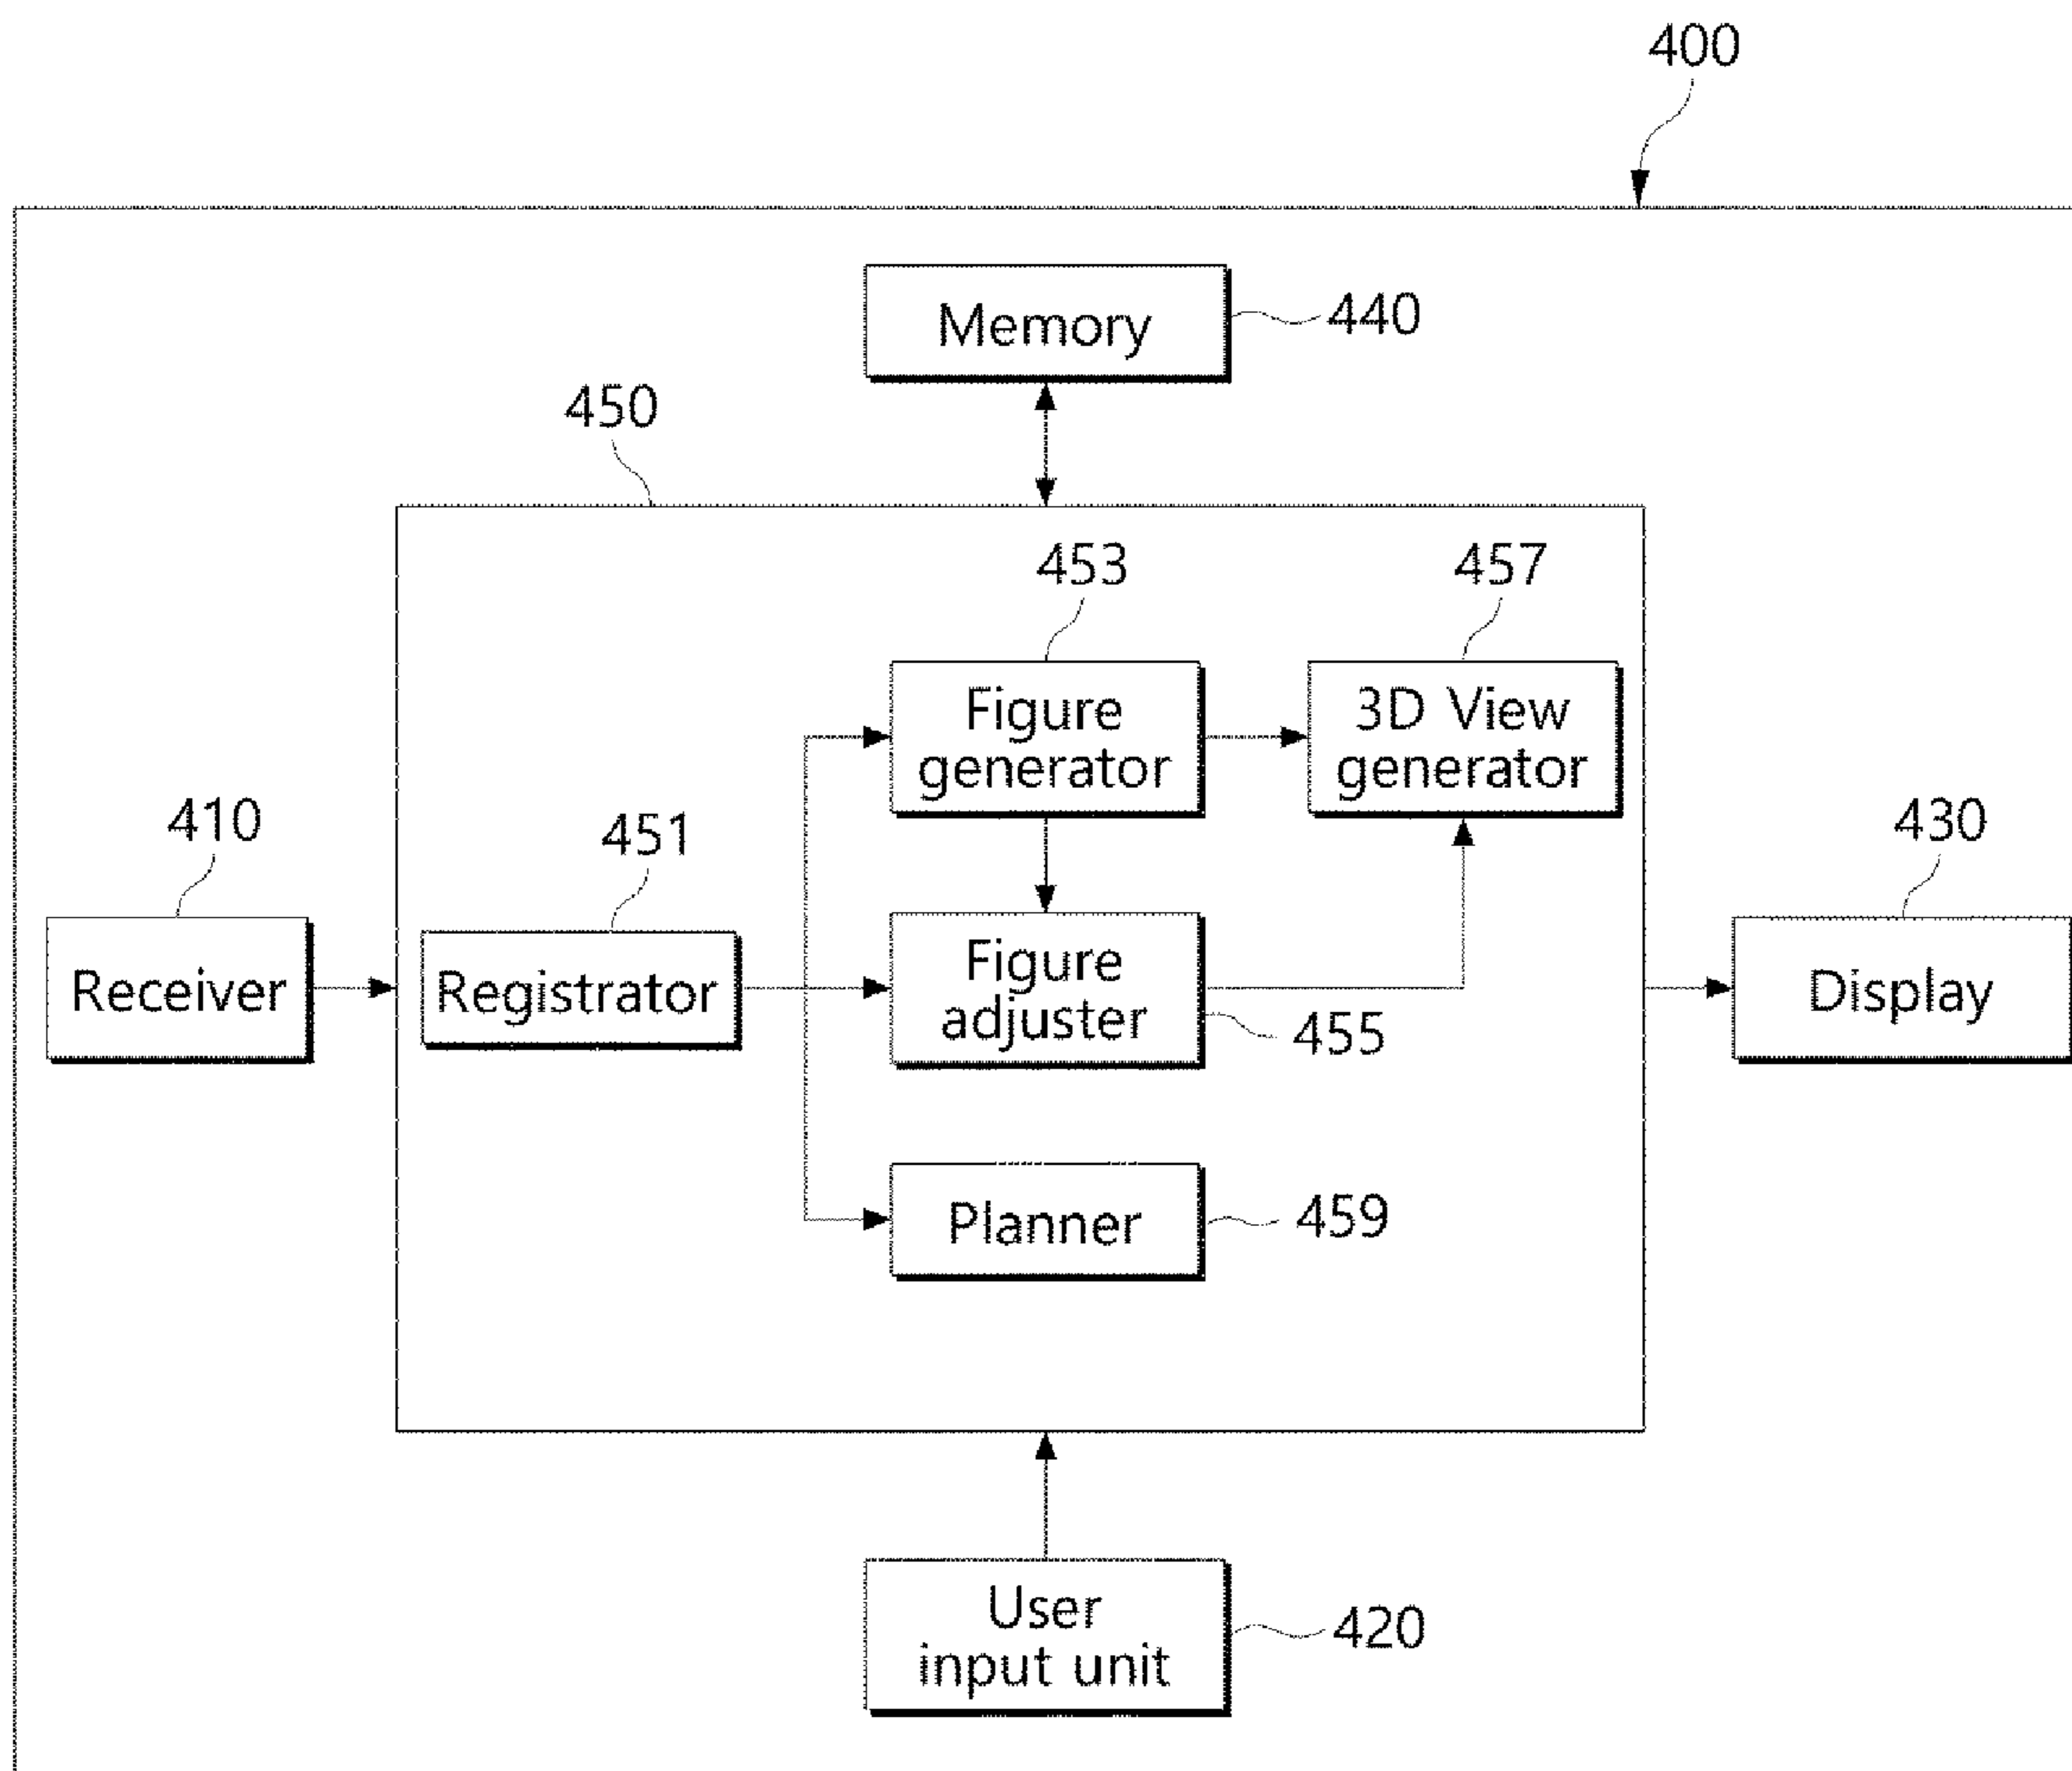 400
Memory
440
450
453
457
Figure
generator
3D View
generator
410
451
430
Receiver
Registrator
Figure
adjuster
455
Display
Planner
459
User
input unit
420